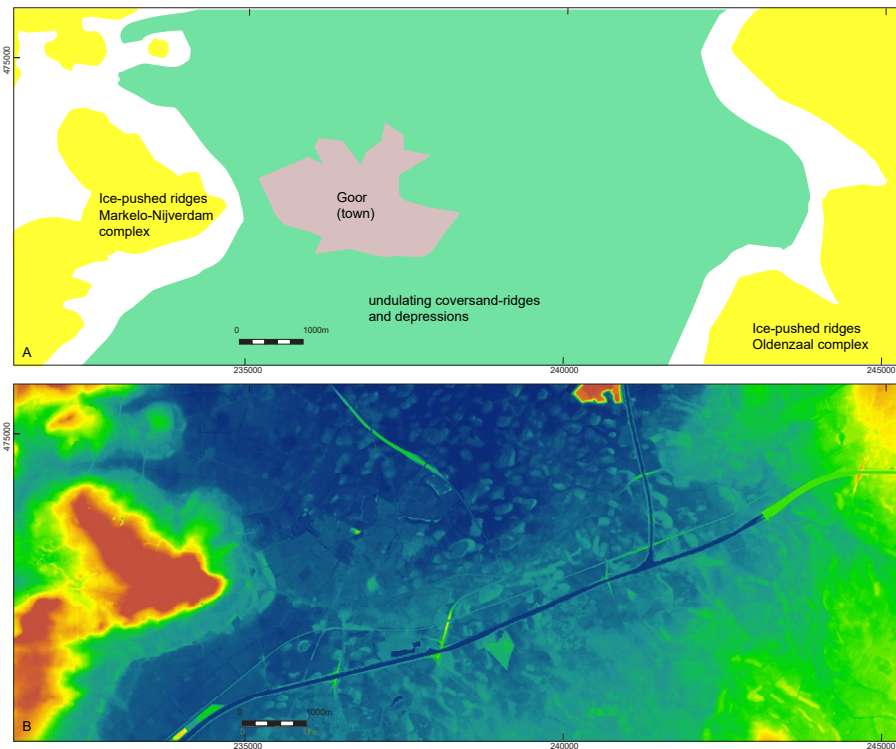 475000
Ice-pushed ridges
Markelo-Nijverdam
complex
Goor
(town)
undulating coversand-ridges
and depressions
0 1000m
Ice-pushed ridges
Oldenzaal complex
A
235000 240000 245000
475000
B
0 1000m
235000 240000 245000